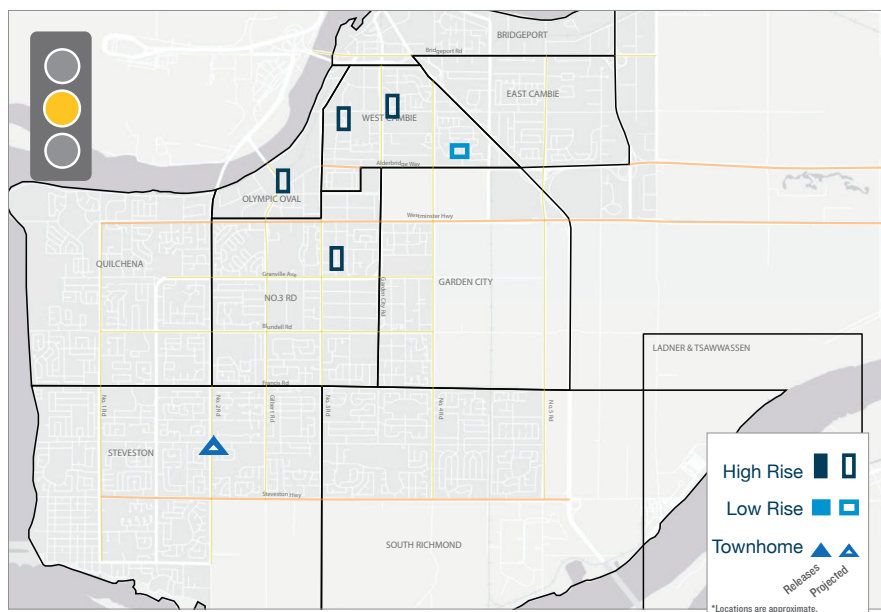 BRIDGEPORT
Bridgeport Rd
EAST CAMBIE
WEST CAMBIE
Alderbridge Way
OLYMPIC OVAL
Westminster Hwy
QUILCHENA
Granville Ave
GARDEN CITY
NO.3 RD
Garden City Rd
Blundell Rd
LADNER & TSAWWASSEN
Francis Rd
No. 1 Rd
No. 2 Rd
Gilbert Rd
No. 3 Rd
No. 4 Rd
No. 5 Rd
STEVESTON
Steveston Hwy
SOUTH RICHMOND
High Rise
Low Rise
Townhome
Releases
Projected
*Locations are approximate.